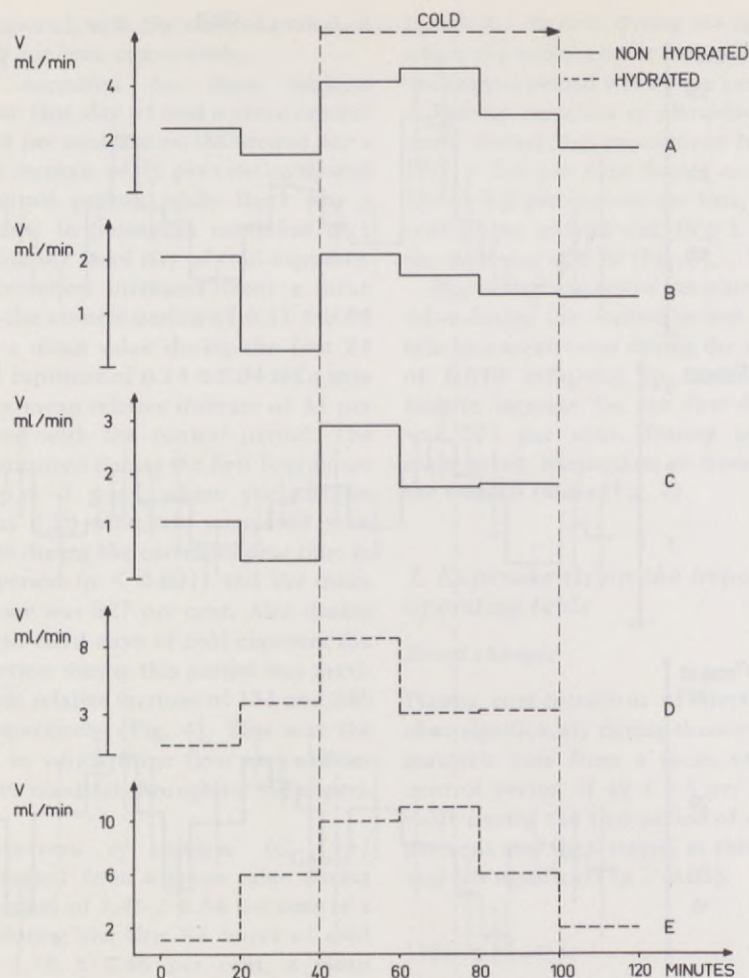 COLD
NON HYDRATED
HYDRATED
V
ml/min
4
2
A
V
ml/min
2
1
B
V
ml/min
3
2
1
C
V
ml/min
8
3
D
V
ml/min
10
6
2
E
0 20 40 60 80 100 120 MINUTES